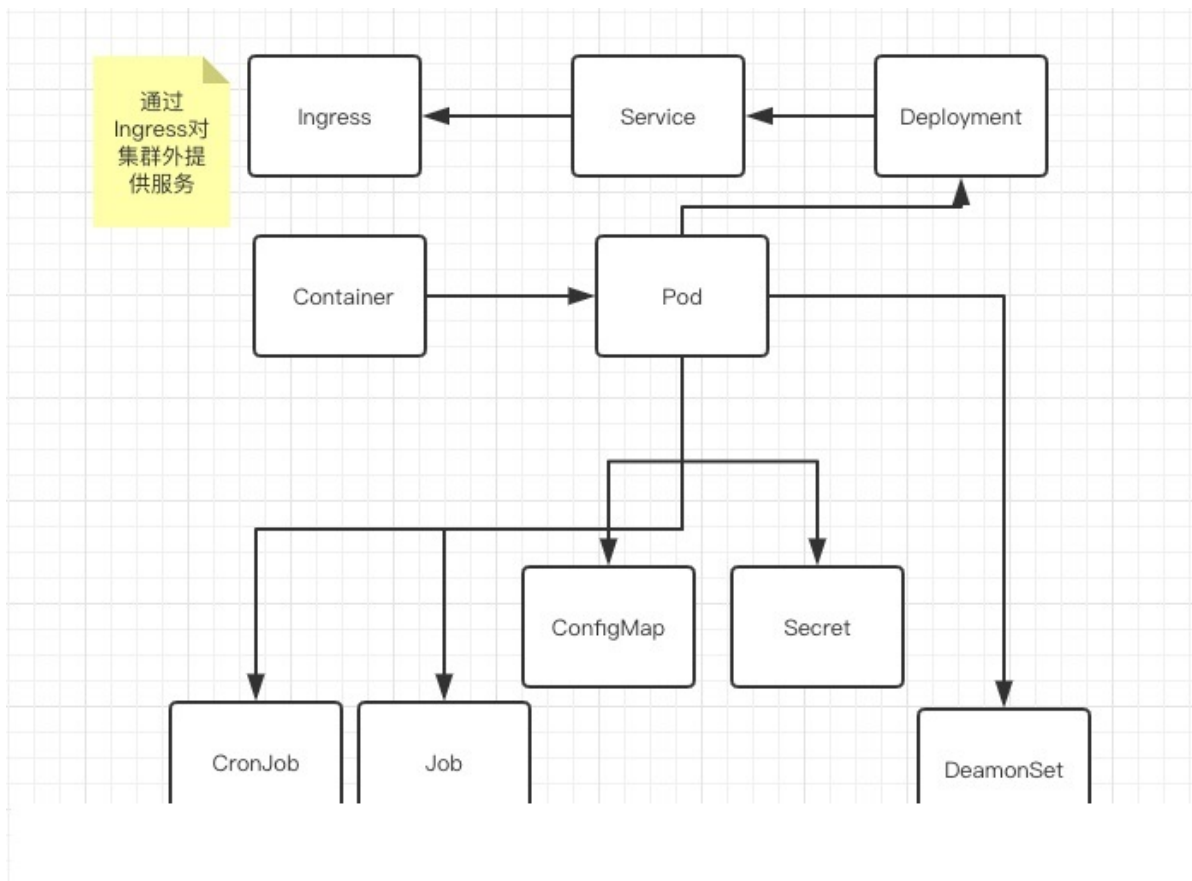 通过
Ingress对
集群外提
供服务
Ingress
Service
Deployment
Container
Pod
ConfigMap
Secret
CronJob
Job
DeamonSet